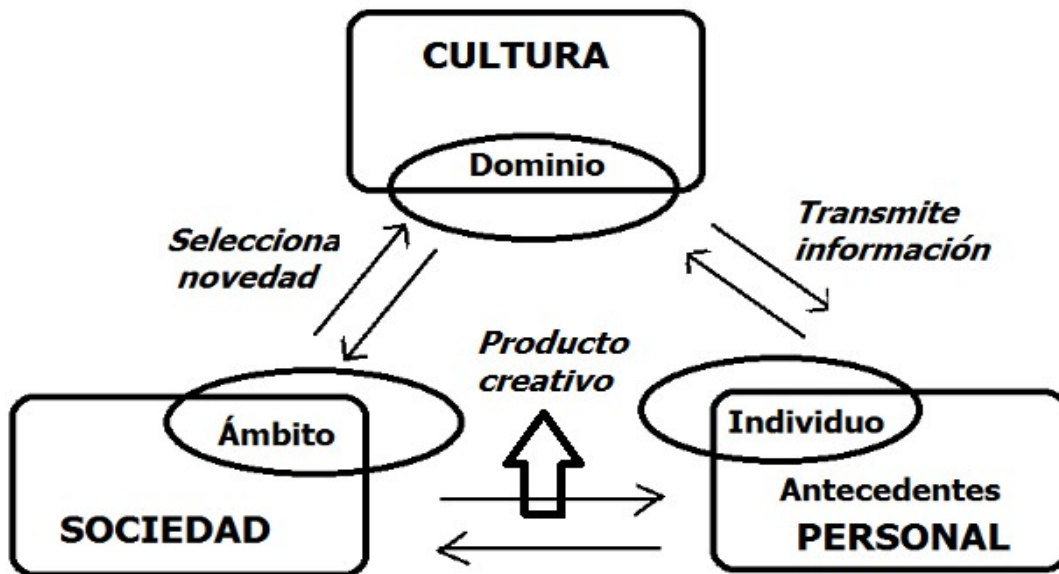 CULTURA
Dominio
Selecciona
novedad
Transmite
información
Producto
creativo
Ámbito
SOCIEDAD
Individuo
Antecedentes
PERSONAL